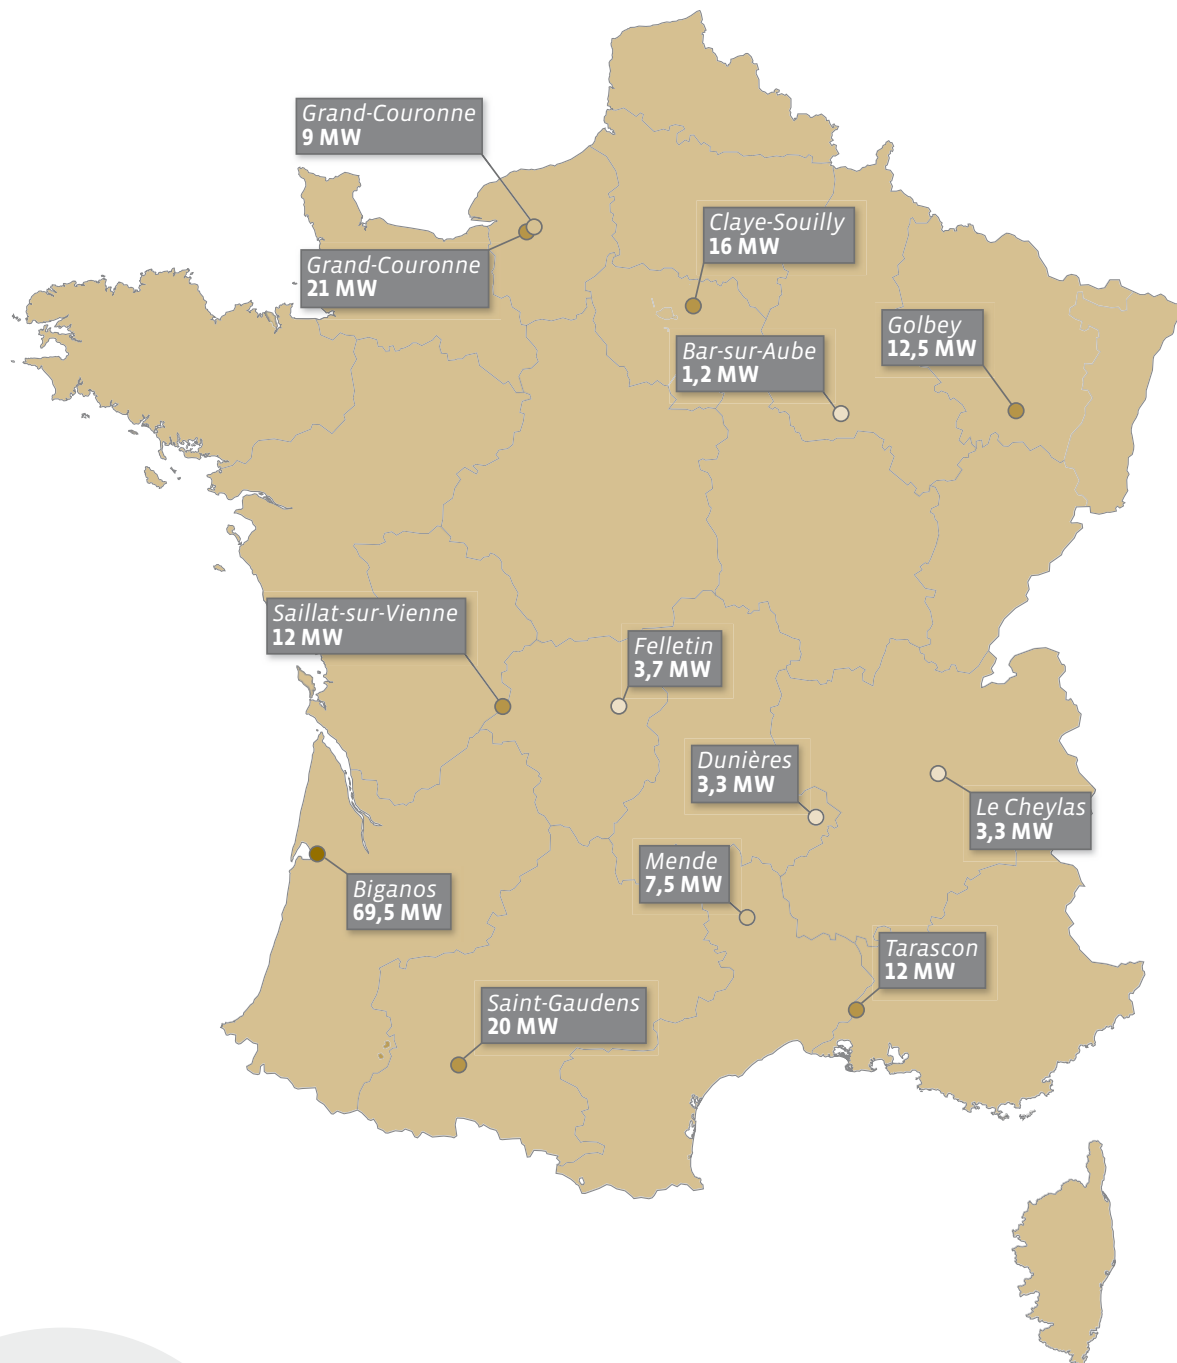 Grand-Couronne
9 MW
Claye-Souilly
16 MW
Grand-Couronne
21 MW
Golbey
12,5 MW
Bar-sur-Aube
1,2 MW
Saillat-sur-Vienne
12 MW
Felletin
3,7 MW
Dunières
3,3 MW
Le Cheylas
3,3 MW
Mende
7,5 MW
Biganos
69,5 MW
Tarascon
12 MW
Saint-Gaudens
20 MW